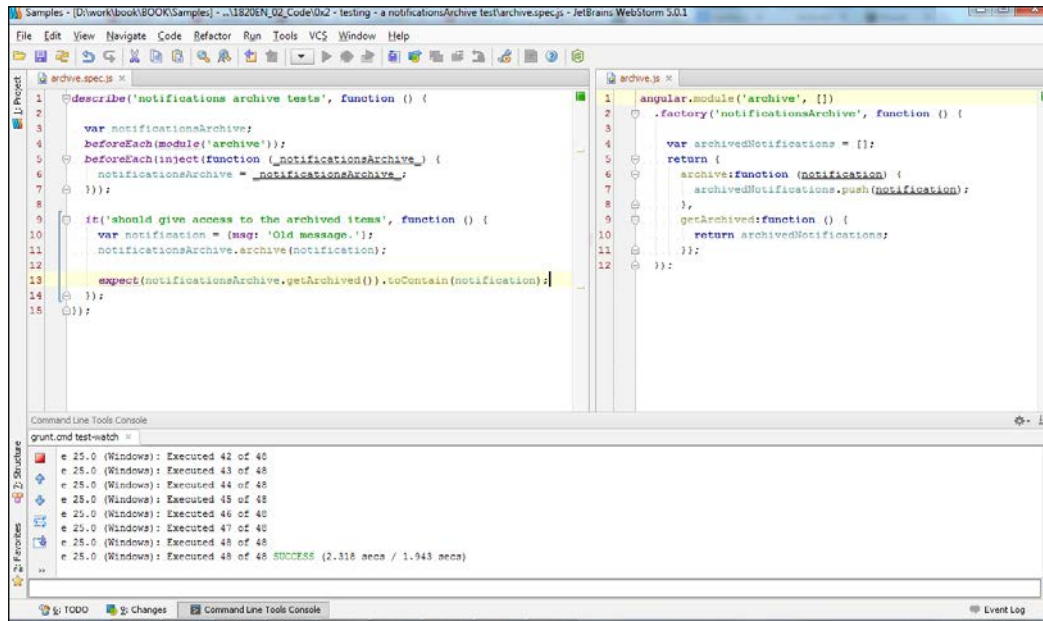 Samples - [D:\work\book\BOOK\Samples] - ...\1820EN_02_Code\0x2 - testing - a notificationsArchive test\archive.spec.js - JetBrains WebStorm 5.0.1
File Edit View Navigate Code Refactor Run Tools VCS Window Help
archive.spec.js
1 describe('notifications archive tests', function () {
2
3 var notificationsArchive;
4 beforeEach(module('archive'));
5 beforeEach(inject(function (_notificationsArchive_) {
6 notificationsArchive = _notificationsArchive_;
7 }));
8
9 it('should give access to the archived items', function () {
10 var notification = {msg: 'Old message.'};
11 notificationsArchive.archive(notification);
12
13 expect(notificationsArchive.getArchived()).toContain(notification);
14 });
15 });
archive.js
1 angular.module('archive', [])
2 .factory('notificationsArchive', function () {
3
4 var archivedNotifications = [];
5 return {
6 archive:function (notification) {
7 archivedNotifications.push(notification);
8 },
9 getArchived:function () {
10 return archivedNotifications;
11 }};
12 });
1: Project
2: Structure
2: Favorites
Command Line Tools Console
grunt.cmd test-watch
e 25.0 (Windows): Executed 42 of 48
e 25.0 (Windows): Executed 43 of 48
e 25.0 (Windows): Executed 44 of 48
e 25.0 (Windows): Executed 45 of 48
e 25.0 (Windows): Executed 46 of 48
e 25.0 (Windows): Executed 47 of 48
e 25.0 (Windows): Executed 48 of 48
e 25.0 (Windows): Executed 48 of 48 SUCCESS (2.318 secs / 1.943 secs)
6: TODO 9: Changes Command Line Tools Console Event Log